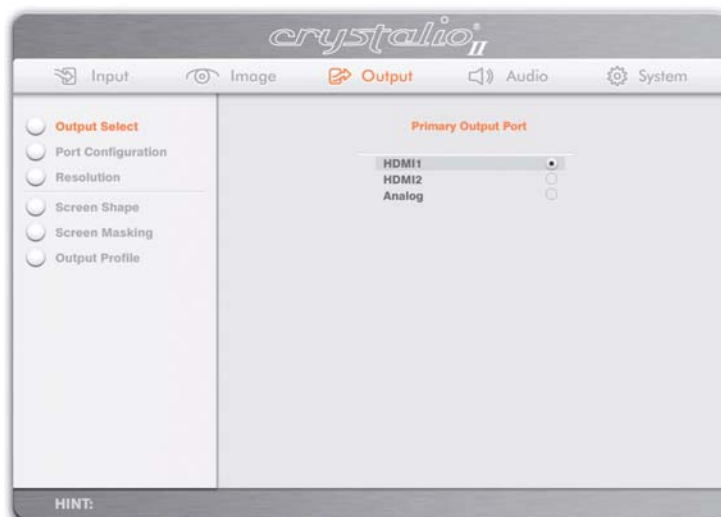 crystalio® II
Input Image Output Audio System
Output Select
Port Configuration
Resolution
Screen Shape
Screen Masking
Output Profile
Primary Output Port
HDMI1
HDMI2
Analog
HINT: